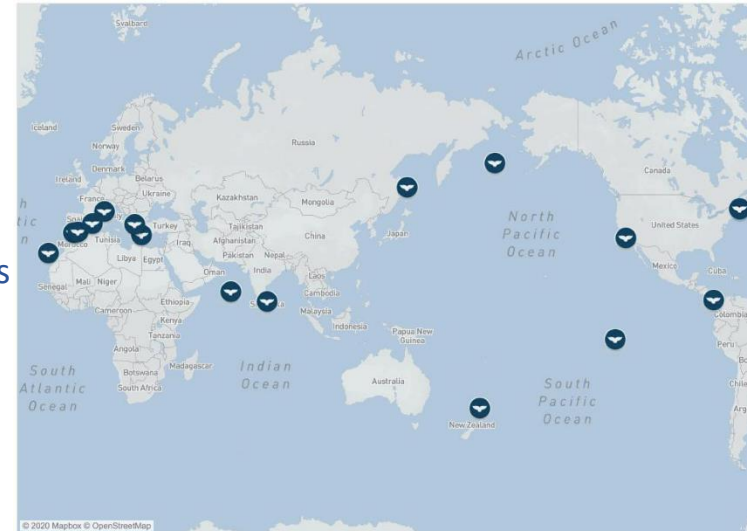 Svalbard
Arctic Ocean
Iceland
Sweden
Norway
Russia
Denmark
Ireland
Belarus
Canada
Ukraine
France
Kazakhstan
Mongolia
North
Pacific
Ocean
United States
Turkey
Tajikistan
China
Japan
Morocco
Tunisia
Iraq
Afghanistan
Libya
Egypt
Pakistan
Nepal
Mexico
Cuba
S
Oman
India
Laos
Senegal
Mali
Niger
Cambodia
Ethiopia
Colombia
Cameroon
Malaysia
Kenya
Indonesia
Papua New
Guinea
Tanzania
Peru
Angola
South
Atlantic
Ocean
Botswana
Madagascar
Indian
Ocean
South Africa
Australia
South
Pacific
Ocean
New Zealand
© 2020 Mapbox © OpenStreetMap